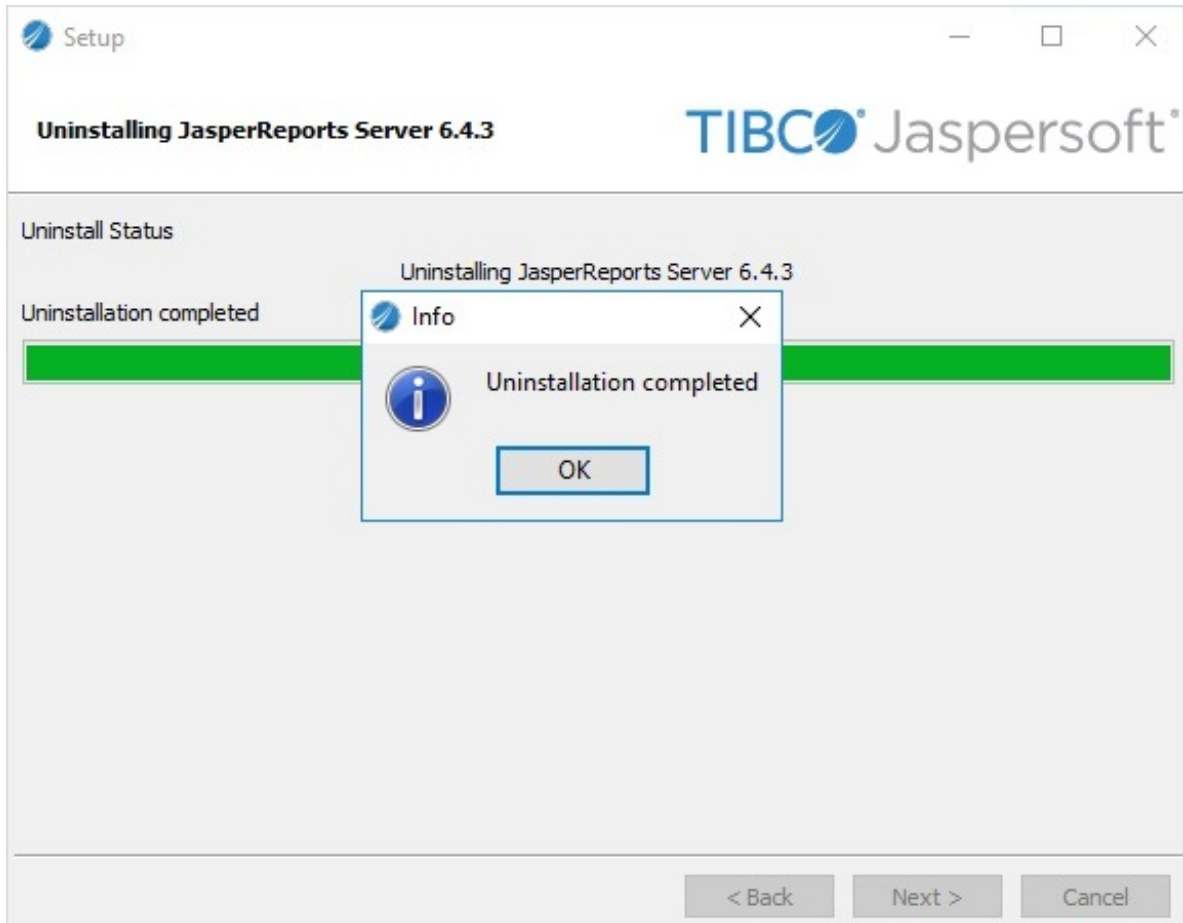 Setup
Uninstalling JasperReports Server 6.4.3
TIBCO Jaspersoft
Uninstall Status
Uninstalling JasperReports Server 6.4.3
Uninstallation completed
Info
Uninstallation completed
OK
< Back Next > Cancel